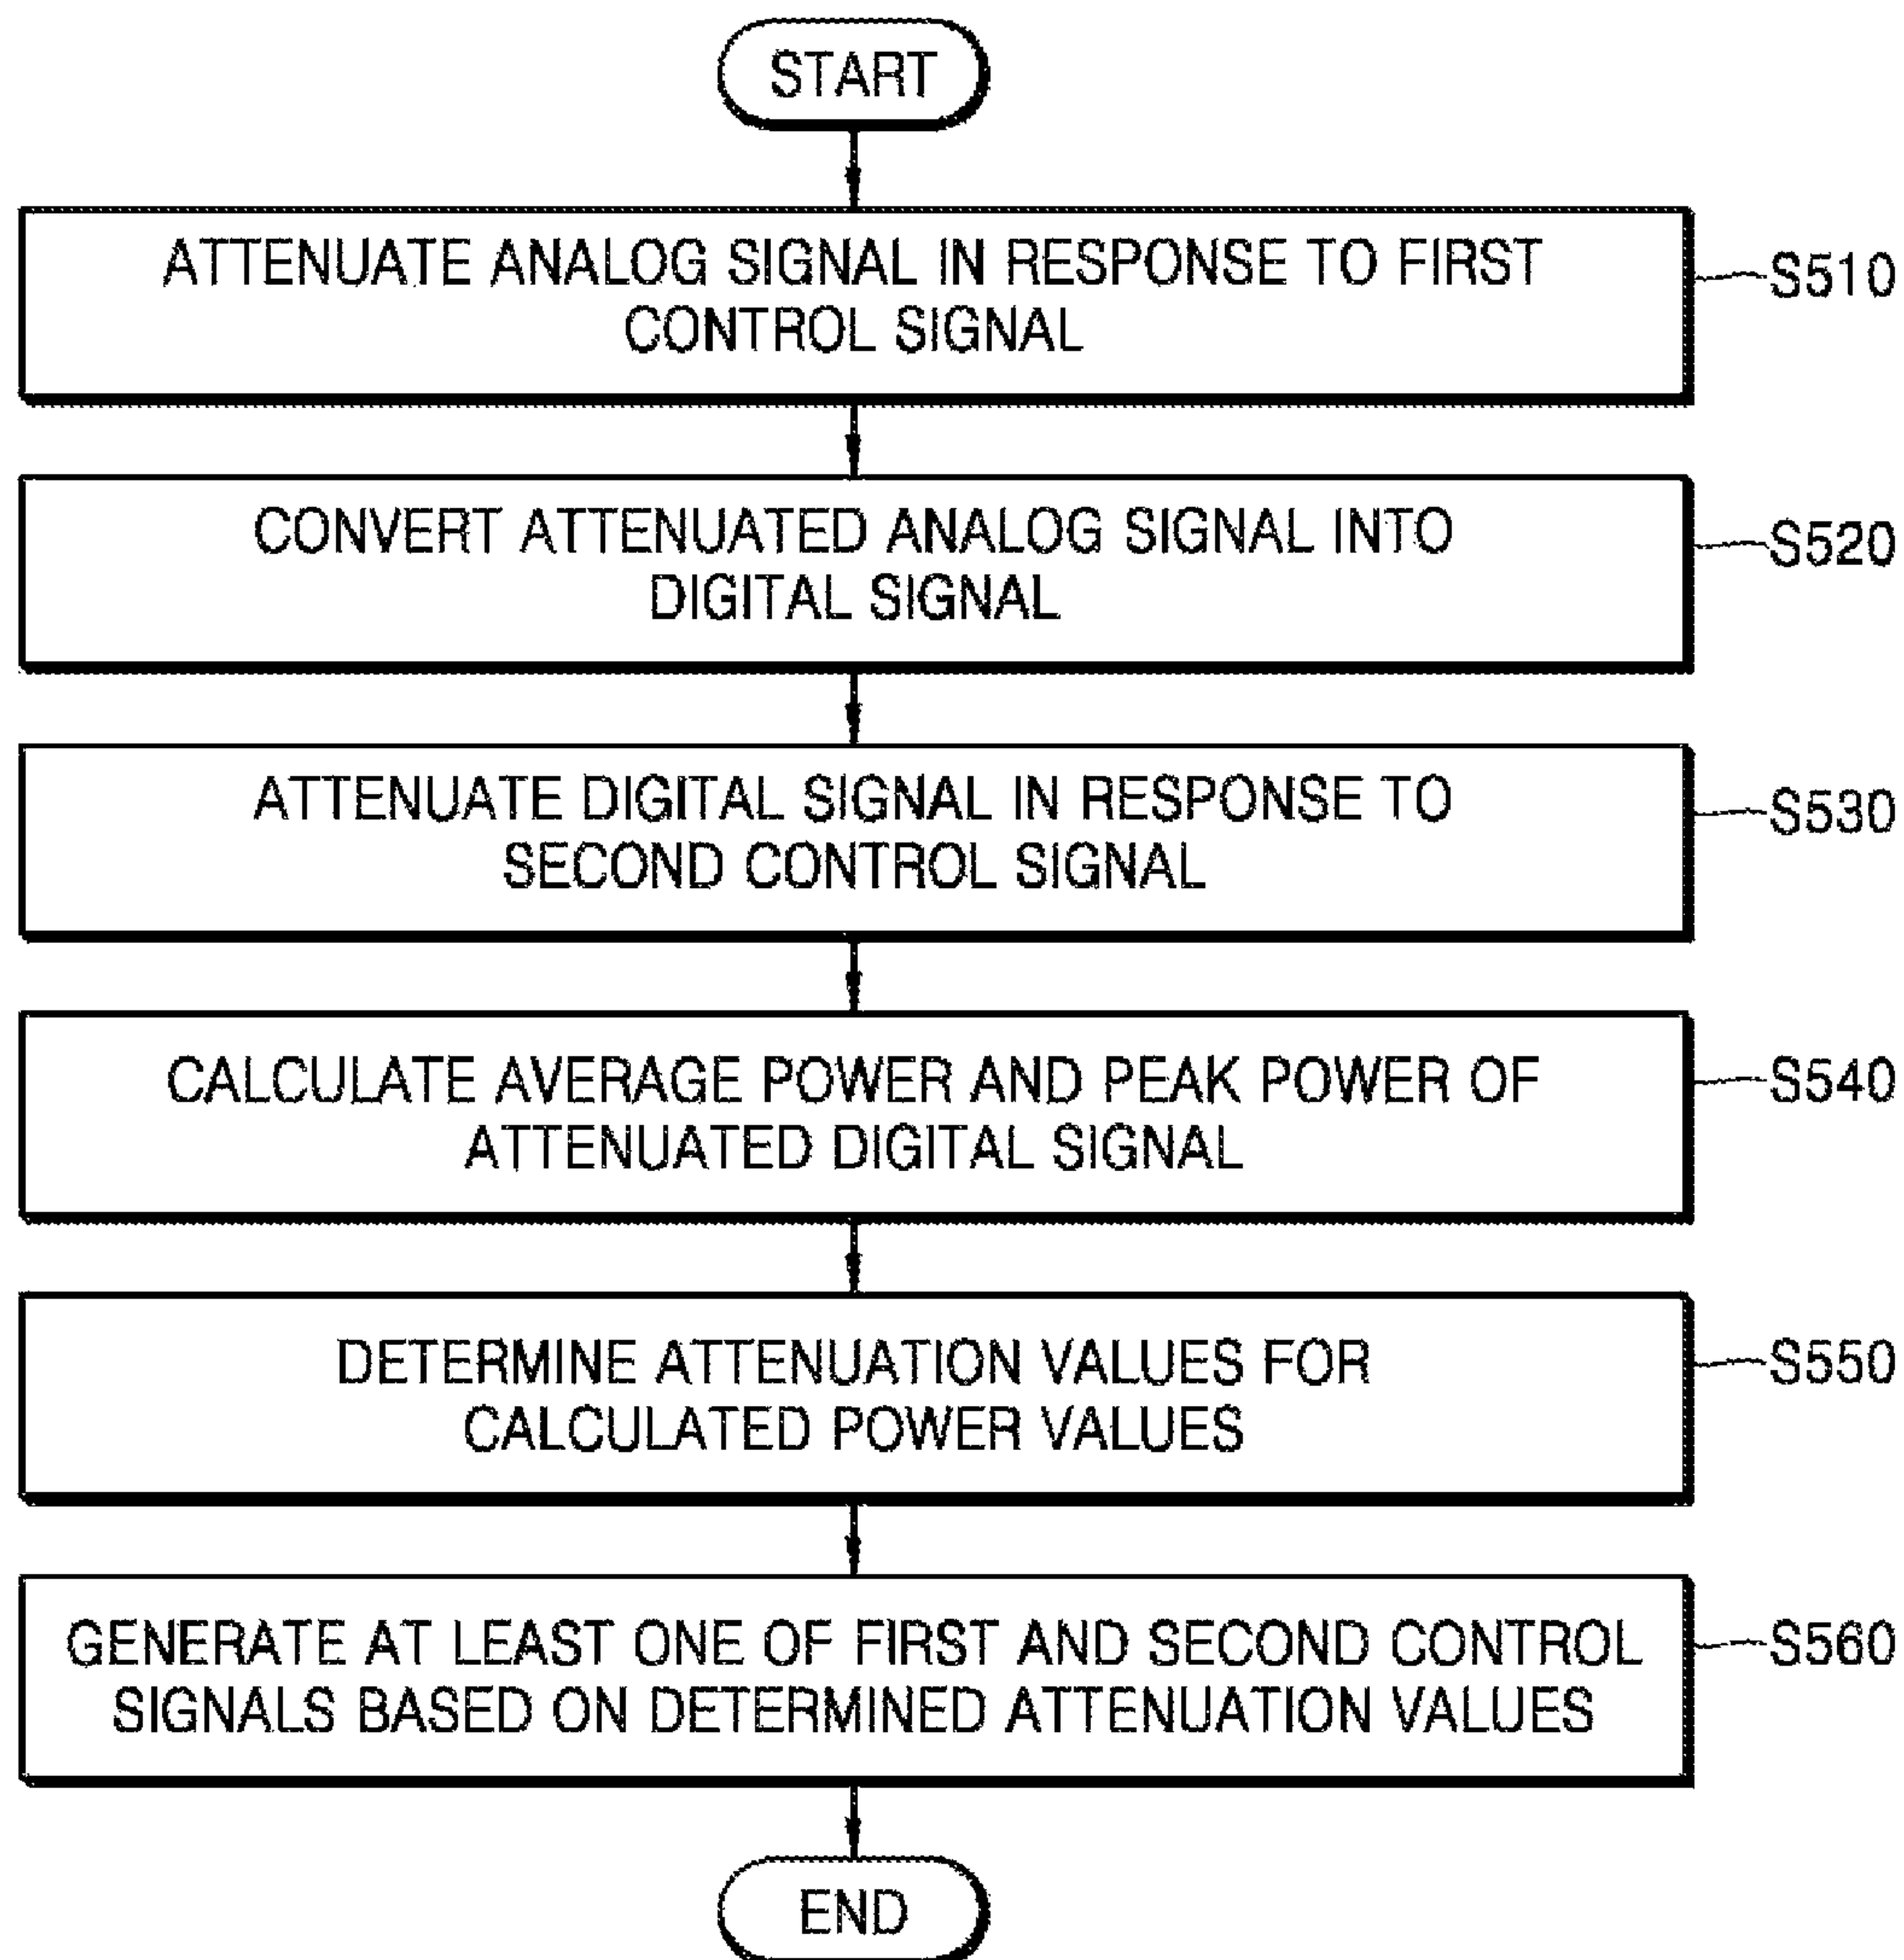 START
ATTENUATE ANALOG SIGNAL IN RESPONSE TO FIRST
CONTROL SIGNAL
S510
CONVERT ATTENUATED ANALOG SIGNAL INTO
DIGITAL SIGNAL
S520
ATTENUATE DIGITAL SIGNAL IN RESPONSE TO
SECOND CONTROL SIGNAL
S530
CALCULATE AVERAGE POWER AND PEAK POWER OF
ATTENUATED DIGITAL SIGNAL
S540
DETERMINE ATTENUATION VALUES FOR
CALCULATED POWER VALUES
S550
GENERATE AT LEAST ONE OF FIRST AND SECOND CONTROL
SIGNALS BASED ON DETERMINED ATTENUATION VALUES
S560
END